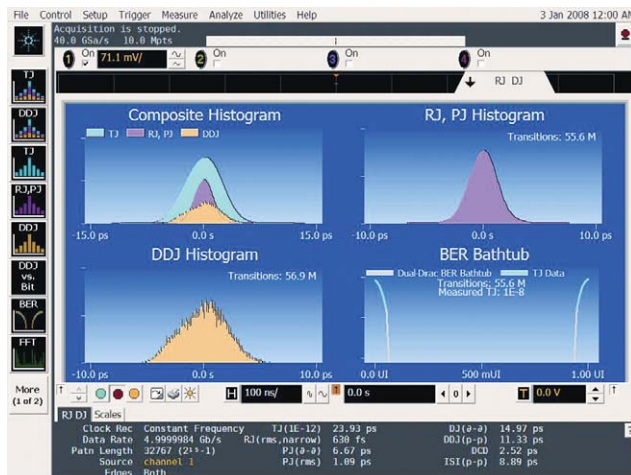 File Control Setup Trigger Measure Analyze Utilities Help 3 Jan 2008 12:00 AM
Acquisition is stopped.
40.0 GSa/s 10.0 Mpts
1 On 71.1 mV/ 2 On 3 On 4 On
RJ DJ
TJ
DDJ
TJ
RJ,PJ
DDJ
DDJ
vs.
Bit
BER
FFT
More
(1 of 2)
Composite Histogram
TJ RJ, PJ DDJ
-15.0 ps 0.0 s 15.0 ps
RJ, PJ Histogram
Transitions: 55.6 M
-10.0 ps 0.0 s 10.0 ps
DDJ Histogram
Transitions: 56.9 M
-10.0 ps 0.0 s 10.0 ps
BER Bathtub
Dual-Dirac BER Bathtub TJ Data
Transitions: 55.6 M
Measured TJ: 1E-8
0.0 UI 500 mUI 1.00 UI
H 100 ns/ 0.0 s 0 T 0.0 V
RJ DJ Scales
Clock Rec Constant Frequency TJ(1E-12) 23.93 ps DJ(∂-∂) 14.97 ps
Data Rate 4.9999984 Gb/s RJ(rms,narrow) 630 fs DDJ(p-p) 11.33 ps
Patn Length 32767 (2¹⁵-1) PJ(∂-∂) 6.67 ps DCD 2.52 ps
Source channel 1 PJ(rms) 1.09 ps ISI(p-p) 8.89 ps
Edges Both